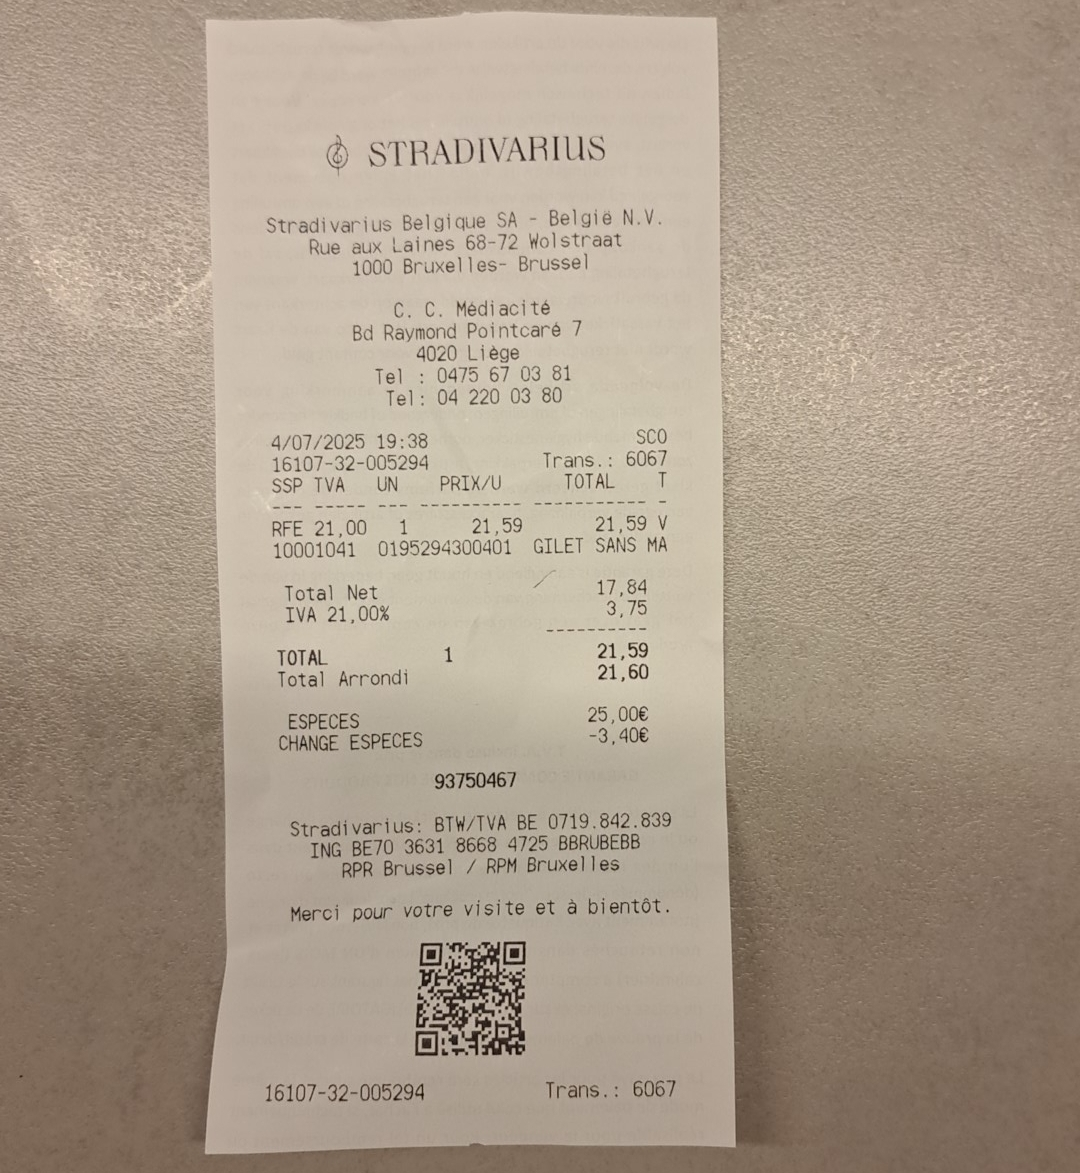 STRADIVARIUS
Stradivarius Belgique SA - België N.V.
Rue aux Laines 68-72 Wolstraat
1000 Bruxelles- Brussel
C. C. Médiacité
Bd Raymond Pointcaré 7
4020 Liège
Tel : 0475 67 03 81
Tel: 04 220 03 80
4/07/2025 19:38 SCO
16107-32-005294 Trans.: 6067
SSP TVA UN PRIX/U TOTAL T
--- ----- --- ---------- ----------- -
RFE 21,00 1 21,59 21,59 V
10001041 0195294300401 GILET SANS MA
Total Net 17,84
IVA 21,00% 3,75
----------
TOTAL 1 21,59
Total Arrondi 21,60
ESPECES 25,00€
CHANGE ESPECES -3,40€
93750467
Stradivarius: BTW/TVA BE 0719.842.839
ING BE70 3631 8668 4725 BBRUBEBB
RPR Brussel / RPM Bruxelles
Merci pour votre visite et à bientôt.
16107-32-005294 Trans.: 6067